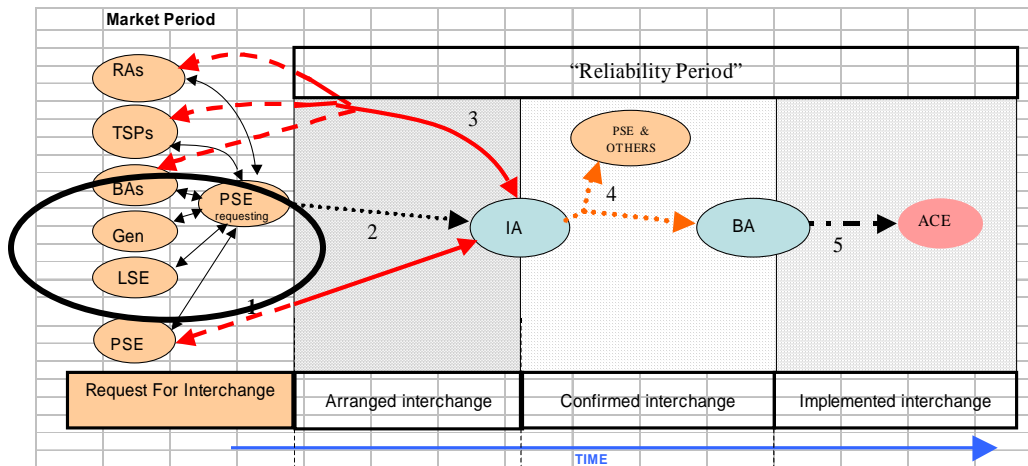 Market Period
“Reliability Period”
RAs
TSPs
BAs
PSE
requesting
Gen
LSE
PSE
1
2
3
IA
PSE &
OTHERS
4
BA
5
ACE
Request For Interchange
Arranged interchange
Confirmed interchange
Implemented interchange
TIME